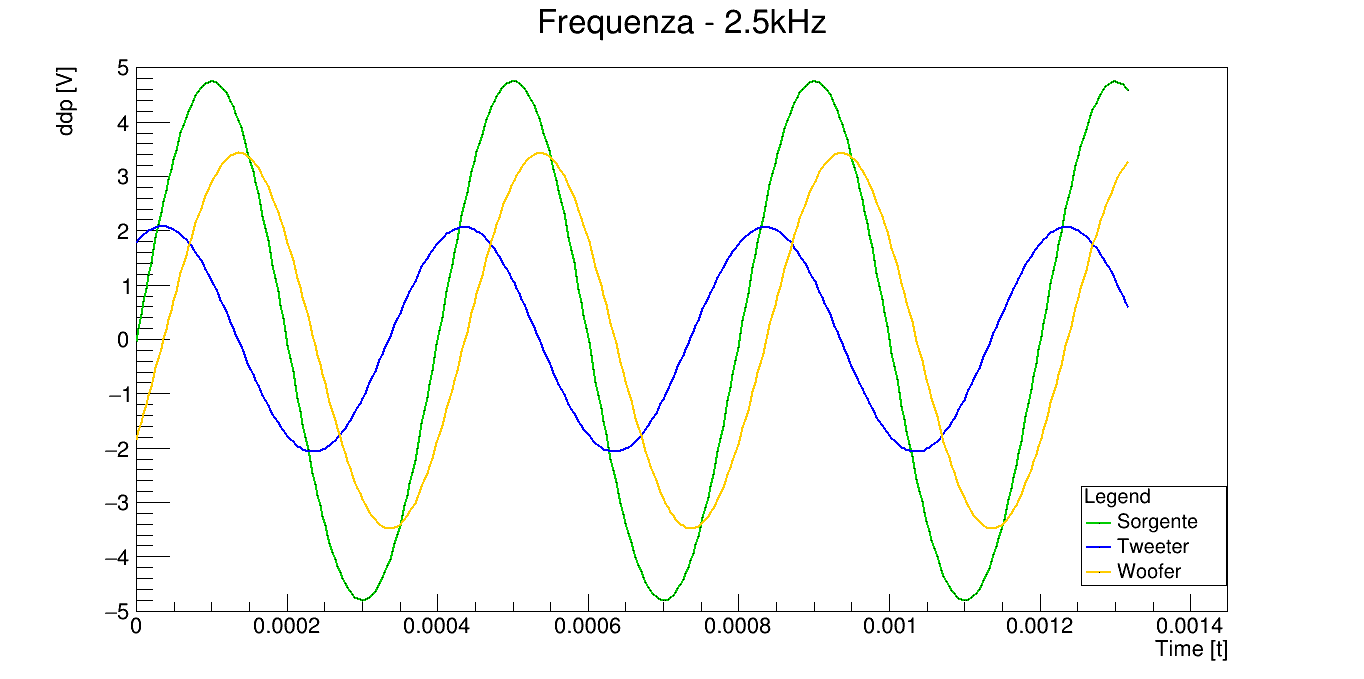 Frequenza - 2.5kHz
ddp [V]
5
4
3
2
1
0
−1
−2
−3
−4
−5
0 0.0002 0.0004 0.0006 0.0008 0.001 0.0012 0.0014
Time [t]
Legend
Sorgente
Tweeter
Woofer